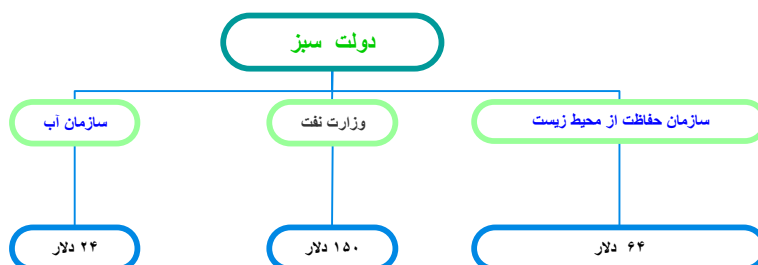 دولت سبز
سازمان حفاظت از محیط زیست
وزارت نفت
سازمان آب
۶۴ دلار
۱۵۰ دلار
۲۴ دلار